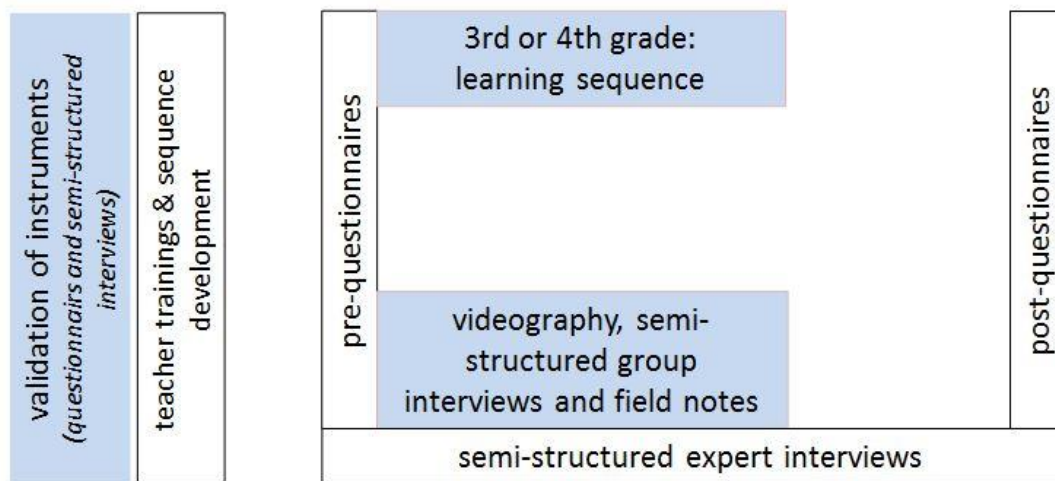 validation of instruments
(questionnairs and semi-structured
interviews)
teacher trainings & sequence
development
pre-questionnaires
3rd or 4th grade:
learning sequence
videography, semi-
structured group
interviews and field notes
post-questionnaires
semi-structured expert interviews